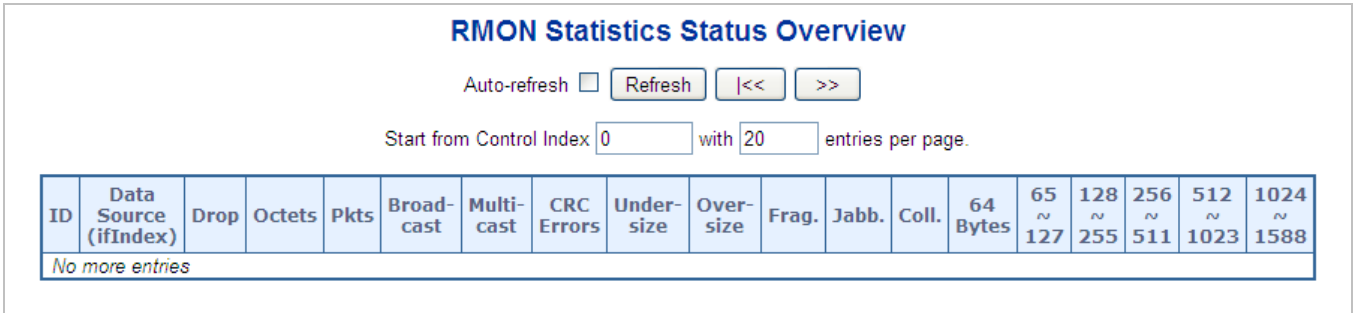 RMON Statistics Status Overview
Auto-refresh Refresh |<< >>
Start from Control Index 0 with 20 entries per page.
ID Data Source (ifIndex) Drop Octets Pkts Broad-cast Multi-cast CRC Errors Under-size Over-size Frag. Jabb. Coll. 64 Bytes 65 ~ 127 128 ~ 255 256 ~ 511 512 ~ 1023 1024 ~ 1588
No more entries